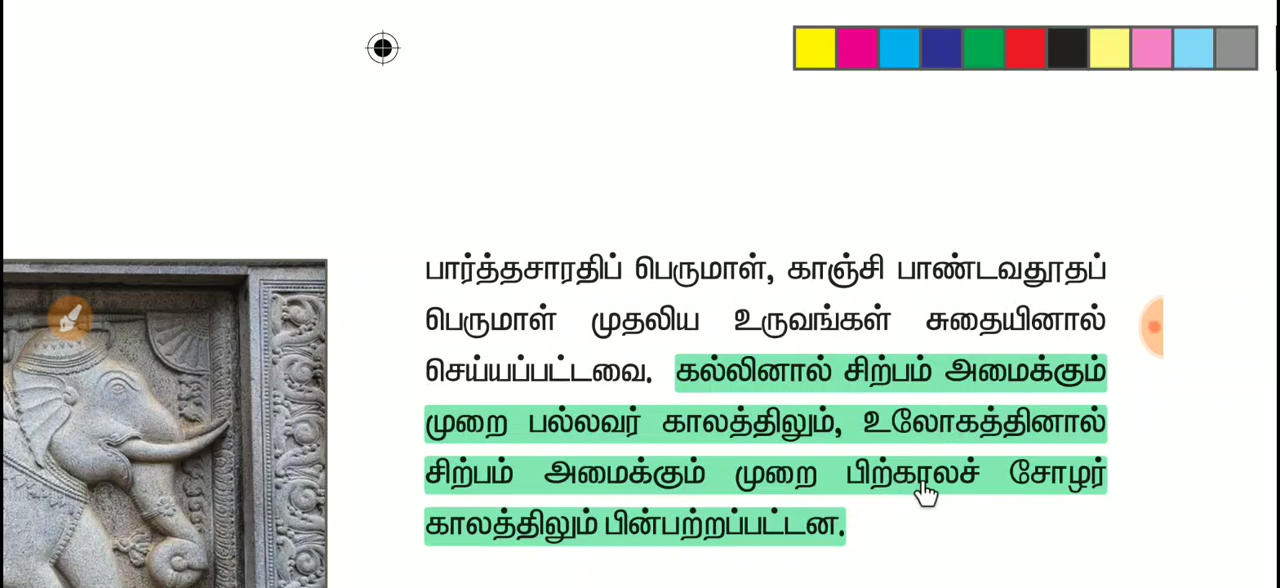 பார்த்தசாரதிப் பெருமாள், காஞ்சி பாண்டவதூதப்
பெருமாள் முதலிய உருவங்கள் சுதையினால்
செய்யப்பட்டவை. கல்லினால் சிற்பம் அமைக்கும்
முறை பல்லவர் காலத்திலும், உலோகத்தினால்
சிற்பம் அமைக்கும் முறை பிற்காலச் சோழர்
காலத்திலும் பின்பற்றப்பட்டன.